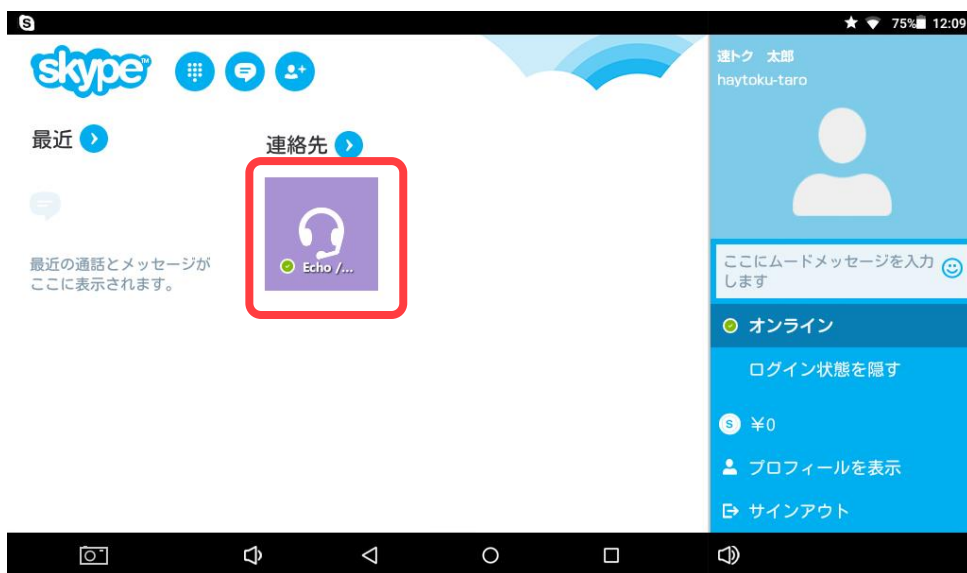 S
75% 12:09
skype™
最近
連絡先
最近の通話とメッセージが
ここに表示されます。
Echo /...
速トク 太郎
haytoku-taro
ここにムードメッセージを入力
します
オンライン
ログイン状態を隠す
S ¥0
プロフィールを表示
サインアウト